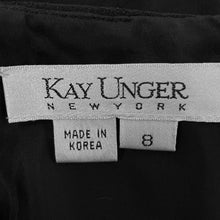 KAY UNGER
NEW YORK
MADE IN
KOREA
8